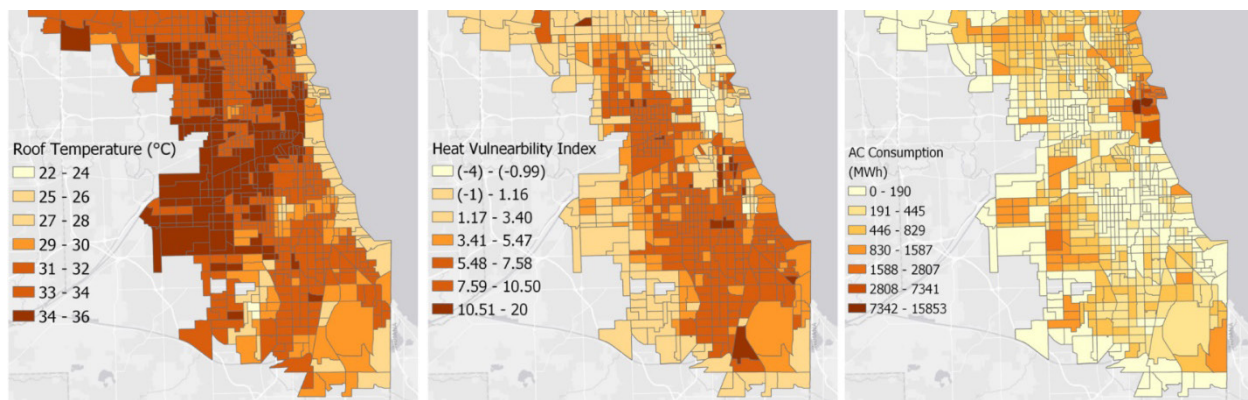 Roof Temperature (°C)
22 - 24
25 - 26
27 - 28
29 - 30
31 - 32
33 - 34
34 - 36
Heat Vulnearbility Index
(-4) - (-0.99)
(-1) - 1.16
1.17 - 3.40
3.41 - 5.47
5.48 - 7.58
7.59 - 10.50
10.51 - 20
AC Consumption
(MWh)
0 - 190
191 - 445
446 - 829
830 - 1587
1588 - 2807
2808 - 7341
7342 - 15853